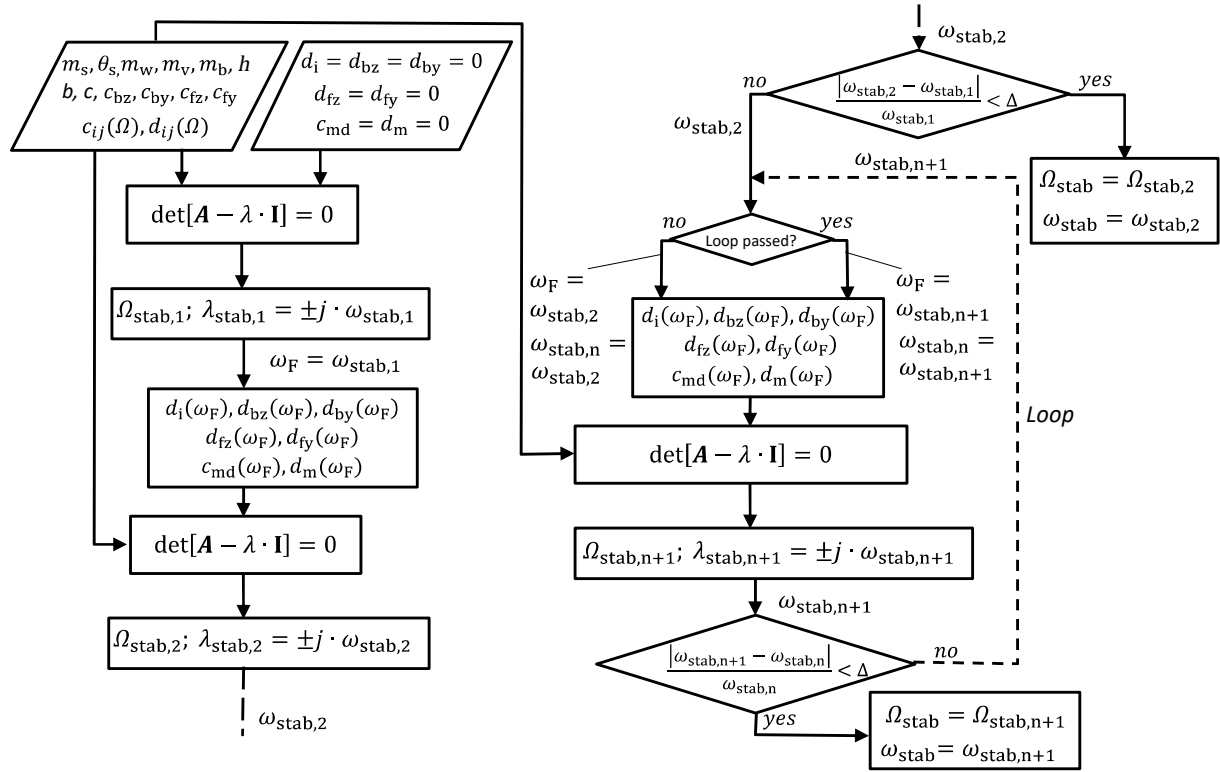 mₛ, θₛ, m_w, mᵥ, m_b, h
b, c, c_bz, c_by, c_fz, c_fy
c_ij(Ω), d_ij(Ω)
dᵢ = d_bz = d_by = 0
d_fz = d_fy = 0
c_md = d_m = 0
det[A − λ · I] = 0
Ω_stab,1; λ_stab,1 = ±j · ω_stab,1
ω_F = ω_stab,1
dᵢ(ω_F), d_bz(ω_F), d_by(ω_F)
d_fz(ω_F), d_fy(ω_F)
c_md(ω_F), d_m(ω_F)
det[A − λ · I] = 0
Ω_stab,2; λ_stab,2 = ±j · ω_stab,2
ω_stab,2
ω_stab,2
|ω_stab,2 − ω_stab,1| / ω_stab,1 < Δ
no
yes
ω_stab,2
Ω_stab = Ω_stab,2
ω_stab = ω_stab,2
ω_stab,n+1
Loop passed?
no
yes
ω_F =
ω_stab,2
ω_stab,n =
ω_stab,2
ω_F =
ω_stab,n+1
ω_stab,n =
ω_stab,n+1
dᵢ(ω_F), d_bz(ω_F), d_by(ω_F)
d_fz(ω_F), d_fy(ω_F)
c_md(ω_F), d_m(ω_F)
Loop
det[A − λ · I] = 0
Ω_stab,n+1; λ_stab,n+1 = ±j · ω_stab,n+1
ω_stab,n+1
|ω_stab,n+1 − ω_stab,n| / ω_stab,n < Δ
no
yes
Ω_stab = Ω_stab,n+1
ω_stab = ω_stab,n+1